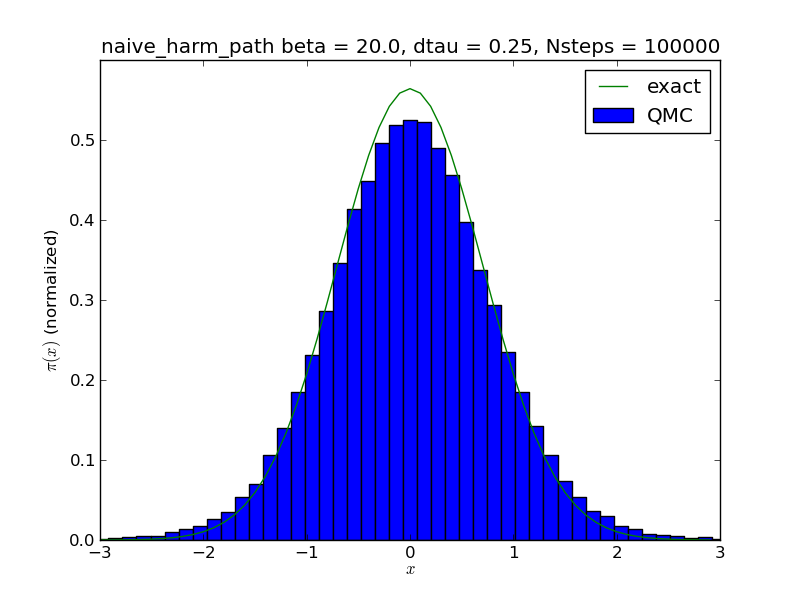 naive_harm_path beta = 20.0, dtau = 0.25, Nsteps = 100000
exact
QMC
0.5
0.4
0.3
0.2
0.1
0.0
π(x) (normalized)
−3
−2
−1
0
1
2
3
x